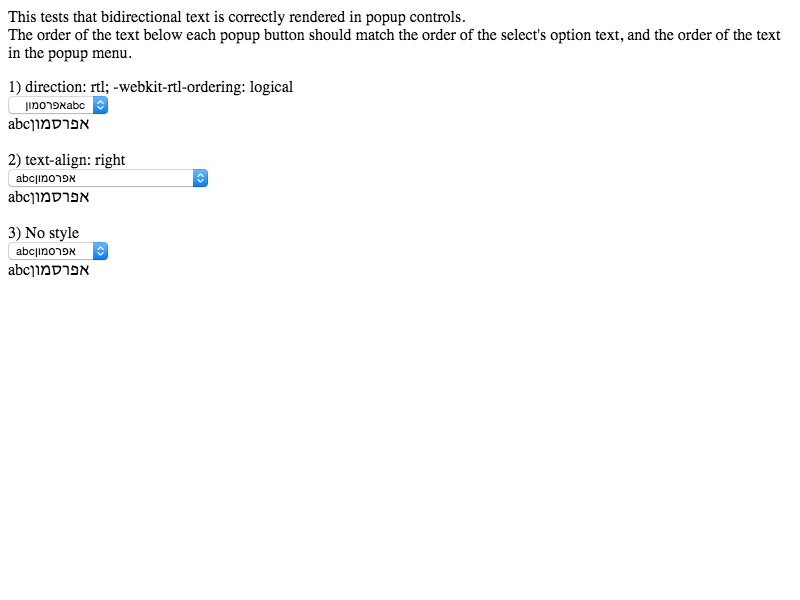 This tests that bidirectional text is correctly rendered in popup controls.
The order of the text below each popup button should match the order of the select's option text, and the order of the text
in the popup menu.
1) direction: rtl; -webkit-rtl-ordering: logical
אפרסמוןabc
abcאפרסמון
2) text-align: right
abcאפרסמון
abcאפרסמון
3) No style
abcאפרסמון
abcאפרסמון